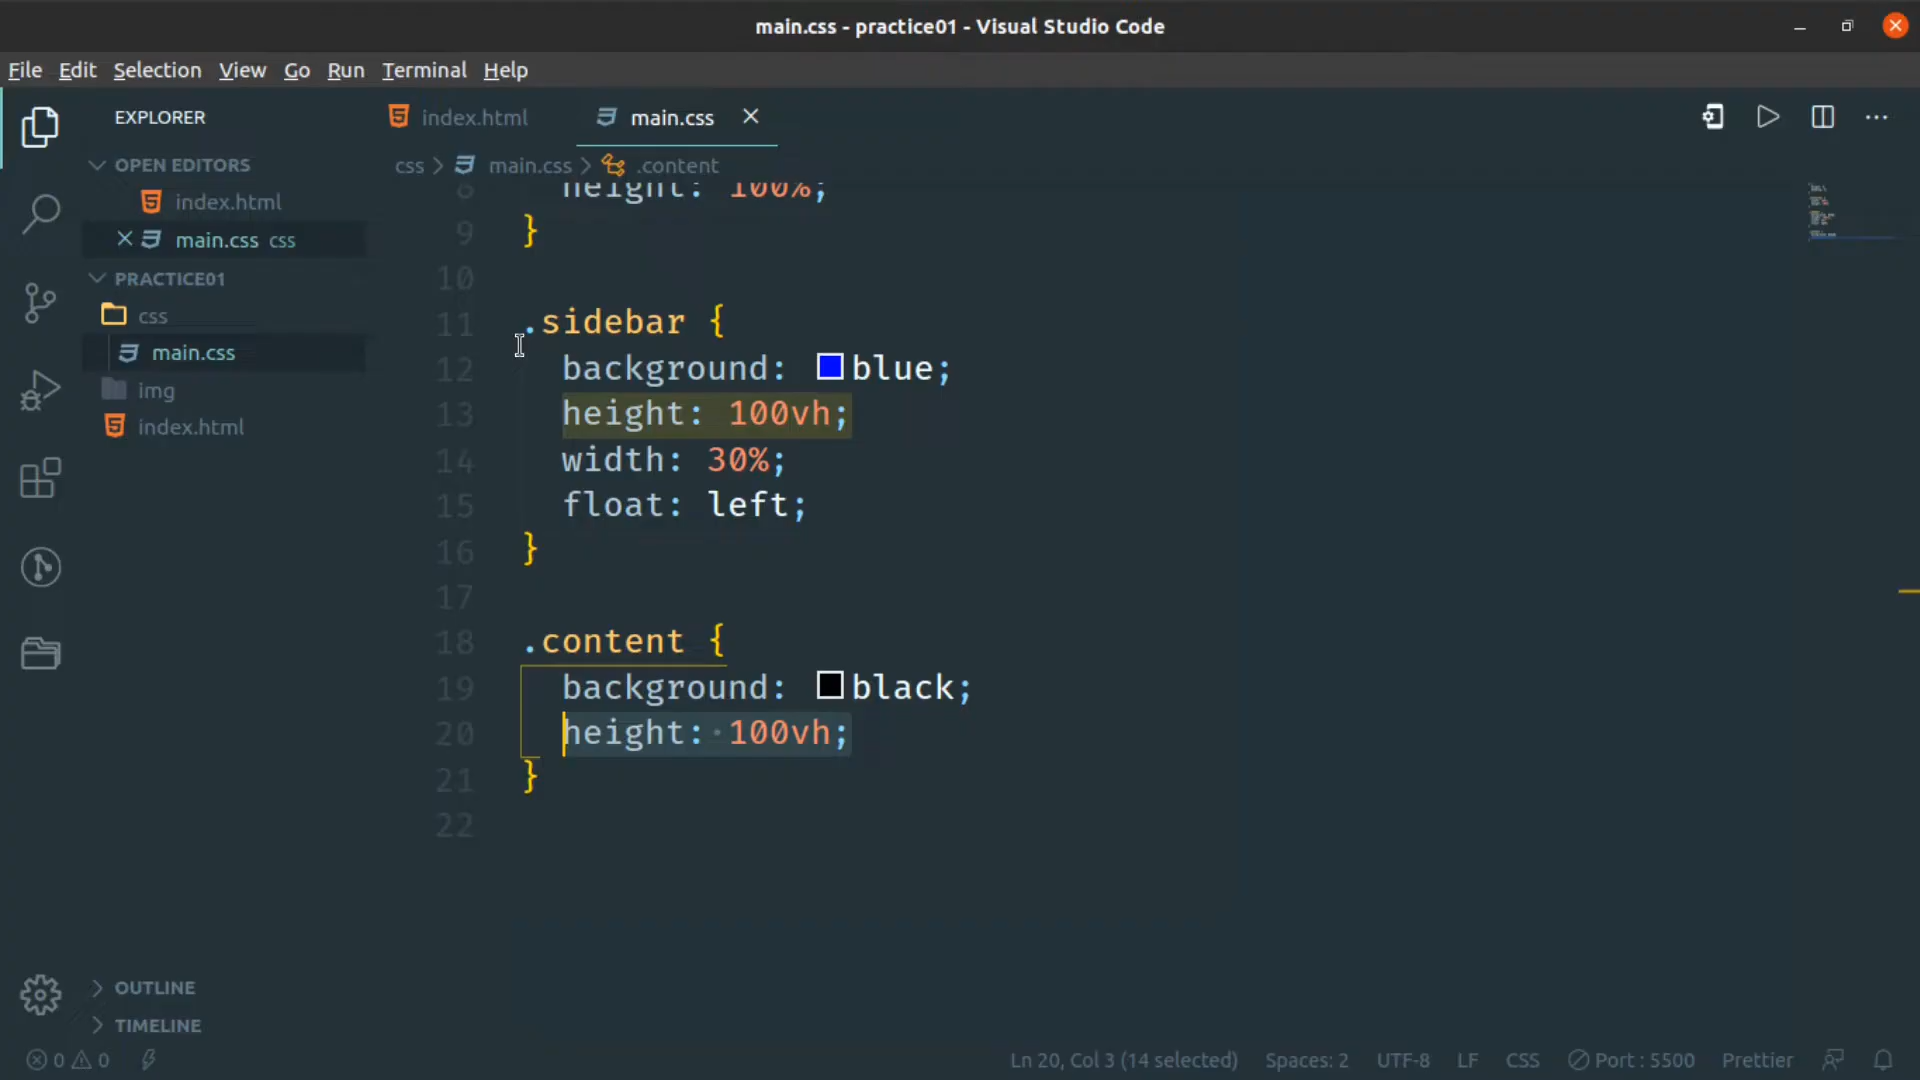 main.css - practice01 - Visual Studio Code
File Edit Selection View Go Run Terminal Help
EXPLORER
index.html
main.css
OPEN EDITORS
index.html
main.css css
PRACTICE01
css
main.css
img
index.html
css > main.css > .content
8 height: 100%;
9 }
10
11 .sidebar {
12 background: blue;
13 height: 100vh;
14 width: 30%;
15 float: left;
16 }
17
18 .content {
19 background: black;
20 height: 100vh;
21 }
22
OUTLINE
TIMELINE
0 0 Ln 20, Col 3 (14 selected) Spaces: 2 UTF-8 LF CSS Port : 5500 Prettier